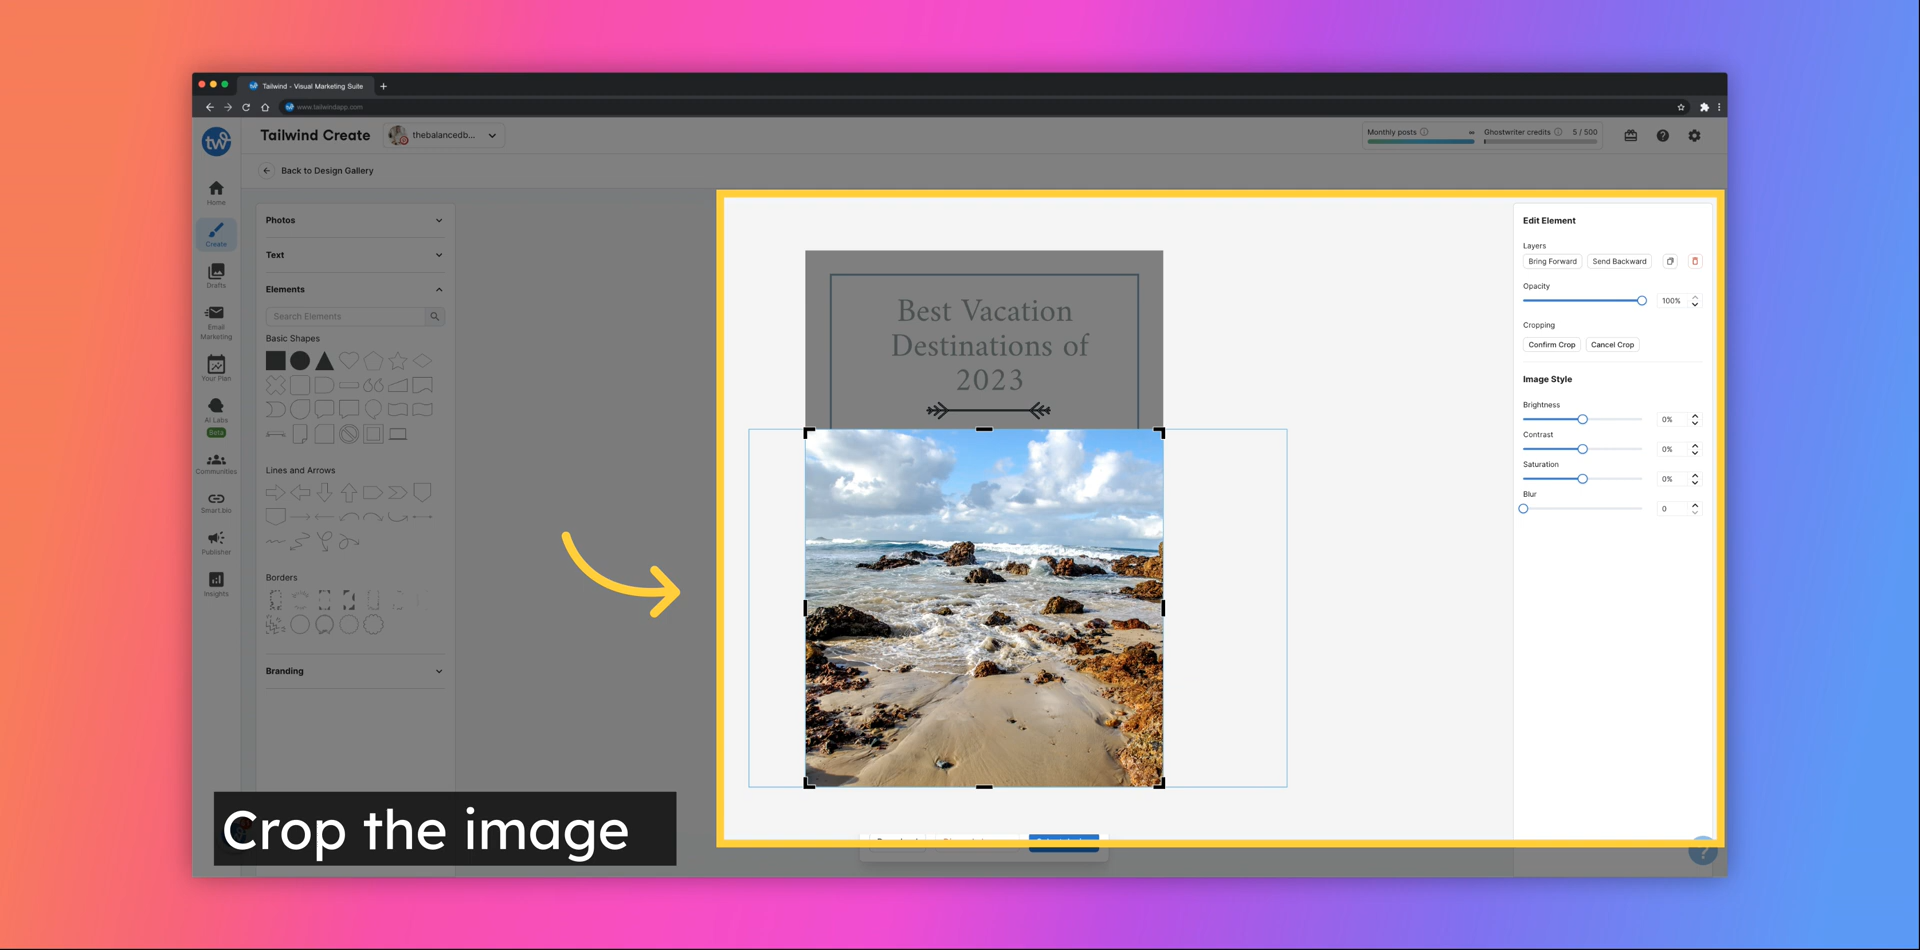 Tailwind - Visual Marketing Suite
www.tailwindapp.com
tw
Tailwind Create
thebalancedb...
Monthly posts
∞
Ghostwriter credits
5 / 500
Back to Design Gallery
Home
Create
Drafts
Email
Marketing
Your Plan
AI Labs
Beta
Communities
Smart.bio
Publisher
Insights
Photos
Text
Elements
Search Elements
Basic Shapes
Lines and Arrows
Borders
Branding
Best Vacation
Destinations of
2023
Edit Element
Layers
Bring Forward
Send Backward
Opacity
100%
Cropping
Confirm Crop
Cancel Crop
Image Style
Brightness
0%
Contrast
0%
Saturation
0%
Blur
0
Crop the image
?